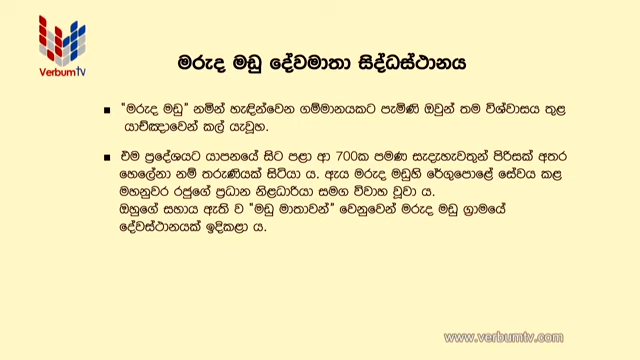 VerbumTV
මරුද මඩු දේවමාතා සිද්ධස්ථානය
■ "මරුද මඩු" නමින් හැඳින්වෙන ගම්මානයකට පැමිණි ඔවුන් තම විශ්වාසය තුළ
යාච්ඤාවෙන් කල් යැවූහ.
■ එම ප්‍රදේශයට යාපනයේ සිට පළා ආ 700ක පමණ සැදැහැවතුන් පිරිසක් අතර
හෙලේනා නම් තරුණියක් සිටියා ය. ඇය මරුද මඩුහි රේගුපොළේ සේවය කළ
මහනුවර රජුගේ ප්‍රධාන නිළධාරියා සමග විවාහ වූවා ය.
ඔහුගේ සහාය ඇති ව "මඩු මාතාවන්" වෙනුවෙන් මරුද මඩු ග්‍රාමයේ
දේවස්ථානයක් ඉදිකළා ය.
www.verbumtv.com